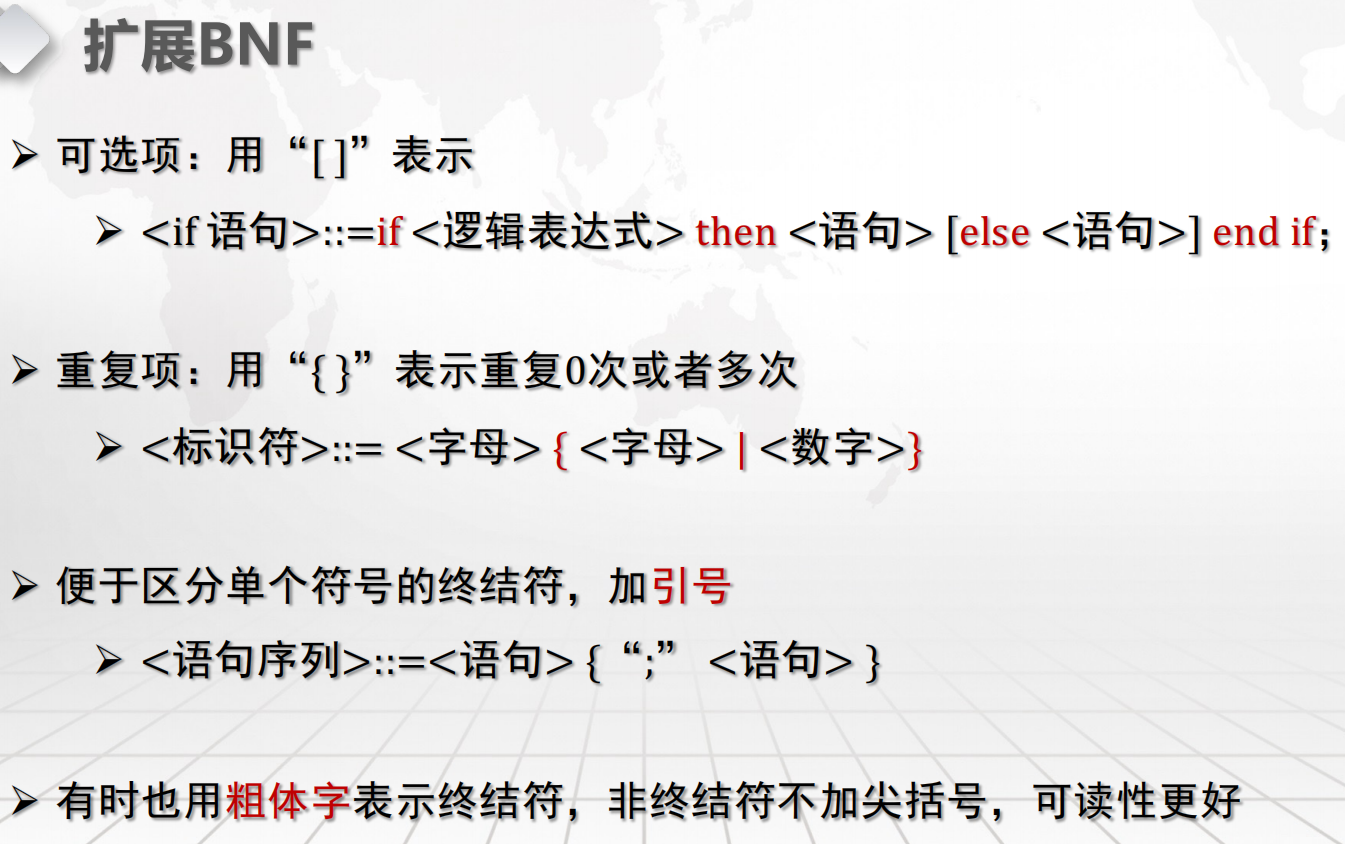 扩展BNF
可选项：用“[ ]”表示
<if 语句>::=if <逻辑表达式> then <语句> [else <语句>] end if；
重复项：用“{ }”表示重复0次或者多次
<标识符>::= <字母> { <字母> | <数字>}
便于区分单个符号的终结符，加引号
<语句序列>::=<语句> {“;” <语句> }
有时也用粗体字表示终结符，非终结符不加尖括号，可读性更好